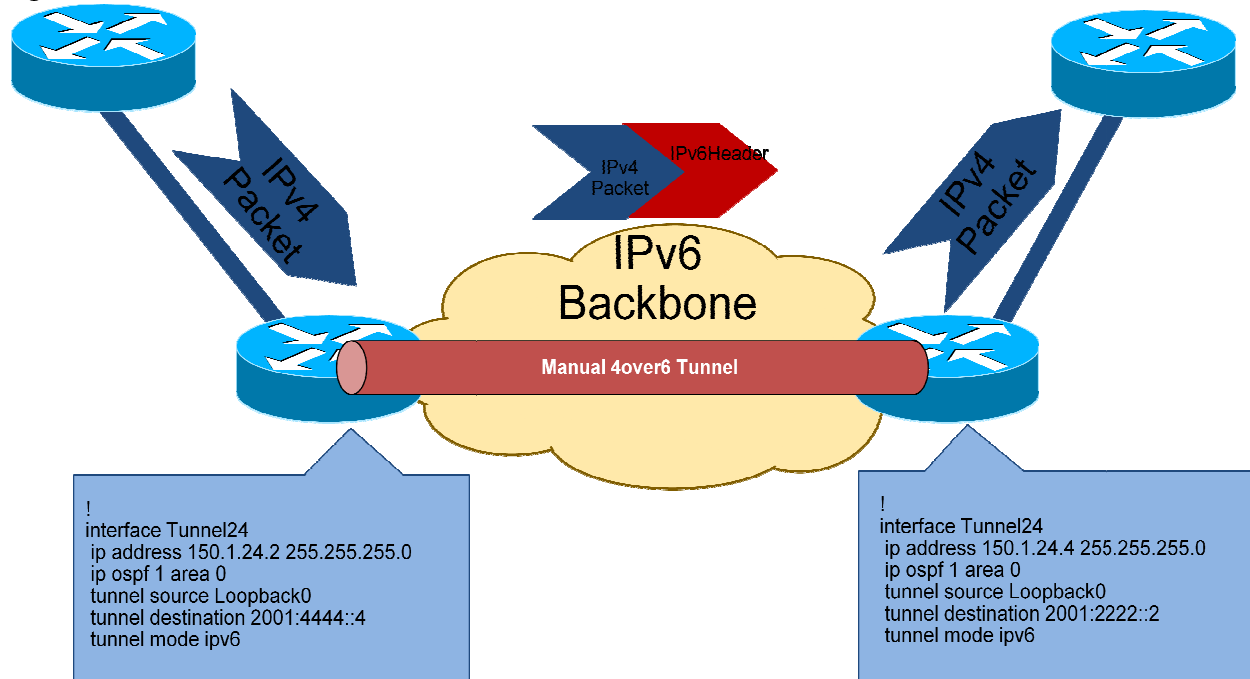 IPv4
Packet
IPv4
Packet
IPv6Header
IPv4
Packet
IPv6
Backbone
Manual 4over6 Tunnel
!
interface Tunnel24
ip address 150.1.24.2 255.255.255.0
ip ospf 1 area 0
tunnel source Loopback0
tunnel destination 2001:4444::4
tunnel mode ipv6
!
interface Tunnel24
ip address 150.1.24.4 255.255.255.0
ip ospf 1 area 0
tunnel source Loopback0
tunnel destination 2001:2222::2
tunnel mode ipv6